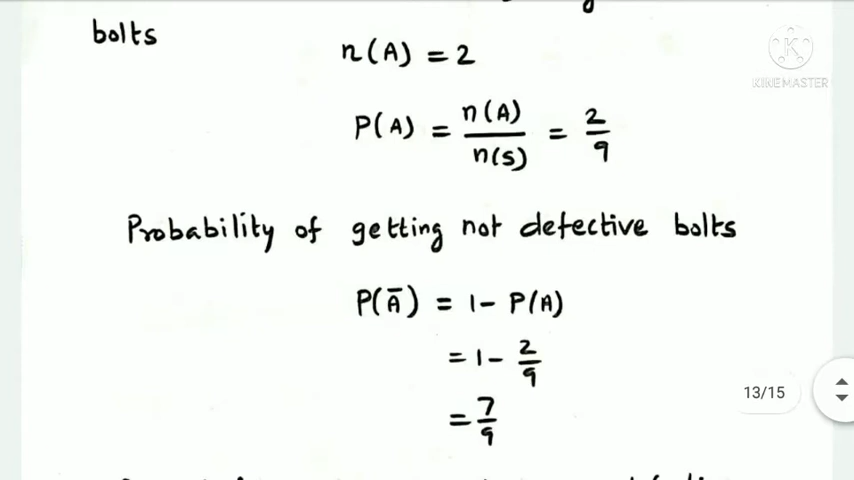 bolts
n(A) = 2
KINEMASTER
P(A) = n(A)/n(S) = 2/9
Probability of getting not defective bolts
P(Ā) = 1 - P(A)
= 1 - 2/9
13/15
= 7/9